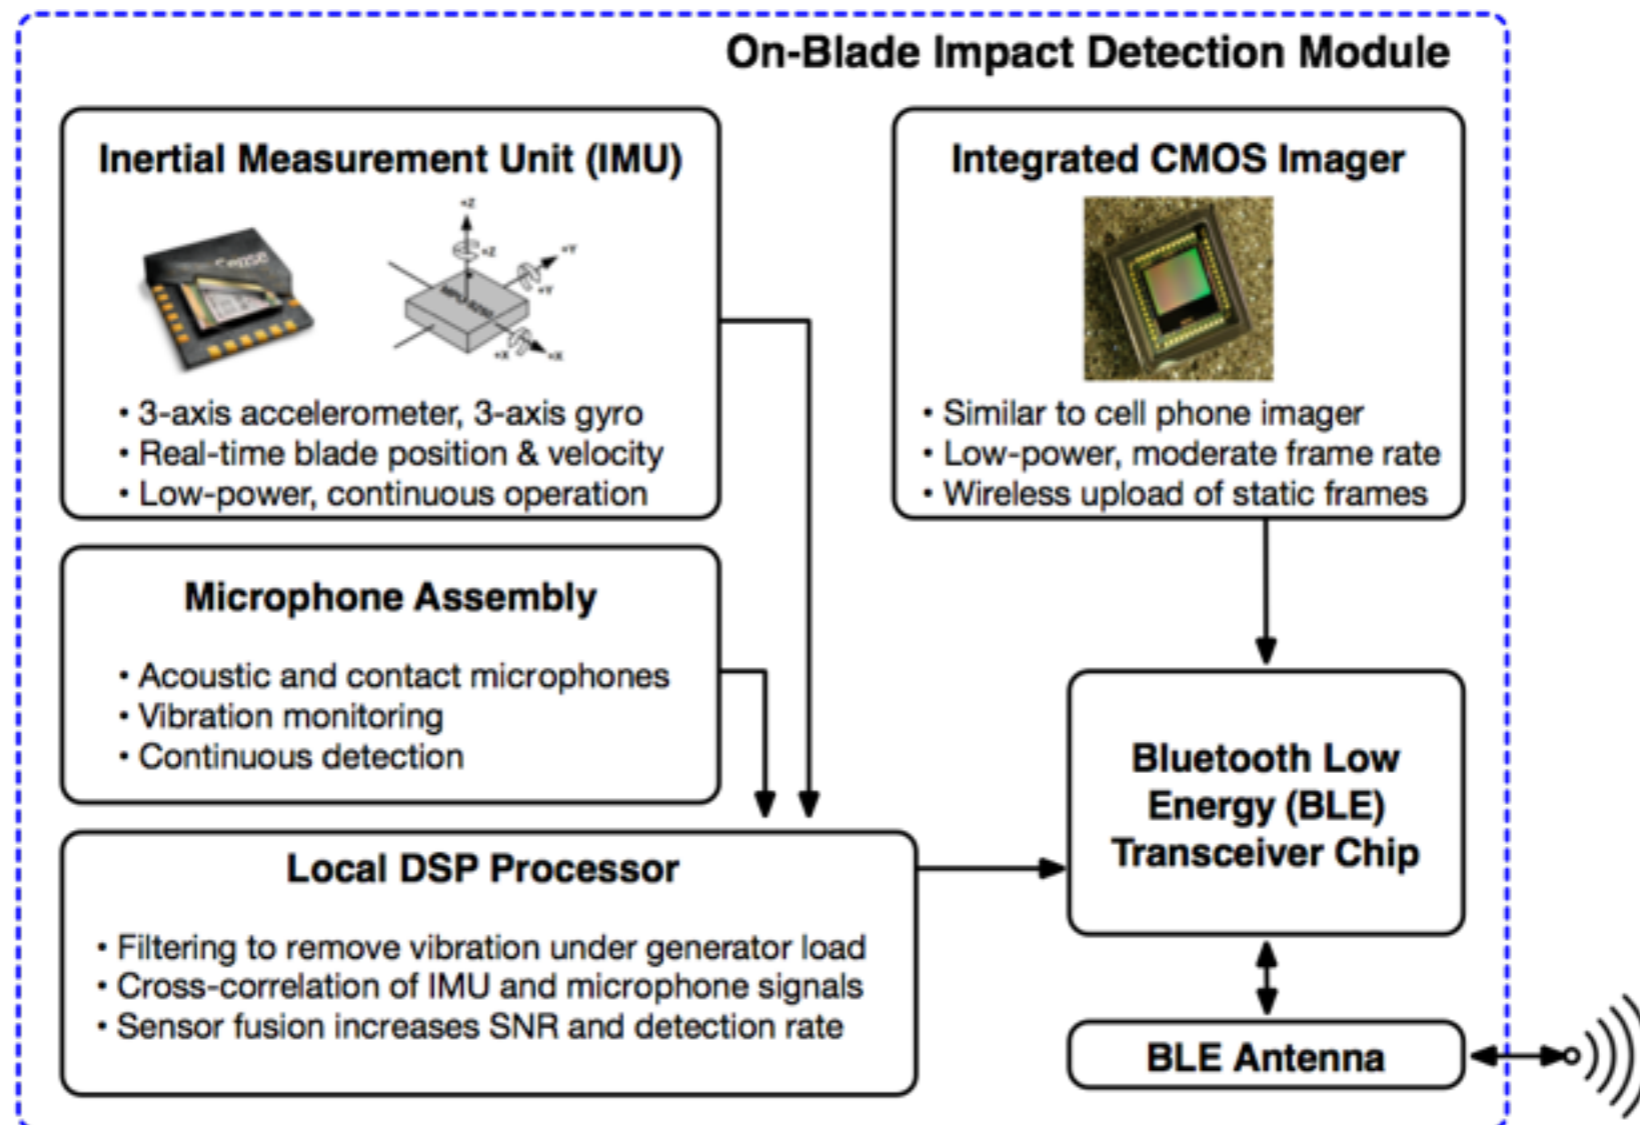 On-Blade Impact Detection Module
Inertial Measurement Unit (IMU)
Sense
+Z
+Z
+Y
+Y
MPU-9250
+X
+X
• 3-axis accelerometer, 3-axis gyro
• Real-time blade position & velocity
• Low-power, continuous operation
Integrated CMOS Imager
• Similar to cell phone imager
• Low-power, moderate frame rate
• Wireless upload of static frames
Microphone Assembly
• Acoustic and contact microphones
• Vibration monitoring
• Continuous detection
Bluetooth Low
Energy (BLE)
Transceiver Chip
Local DSP Processor
• Filtering to remove vibration under generator load
• Cross-correlation of IMU and microphone signals
• Sensor fusion increases SNR and detection rate
BLE Antenna